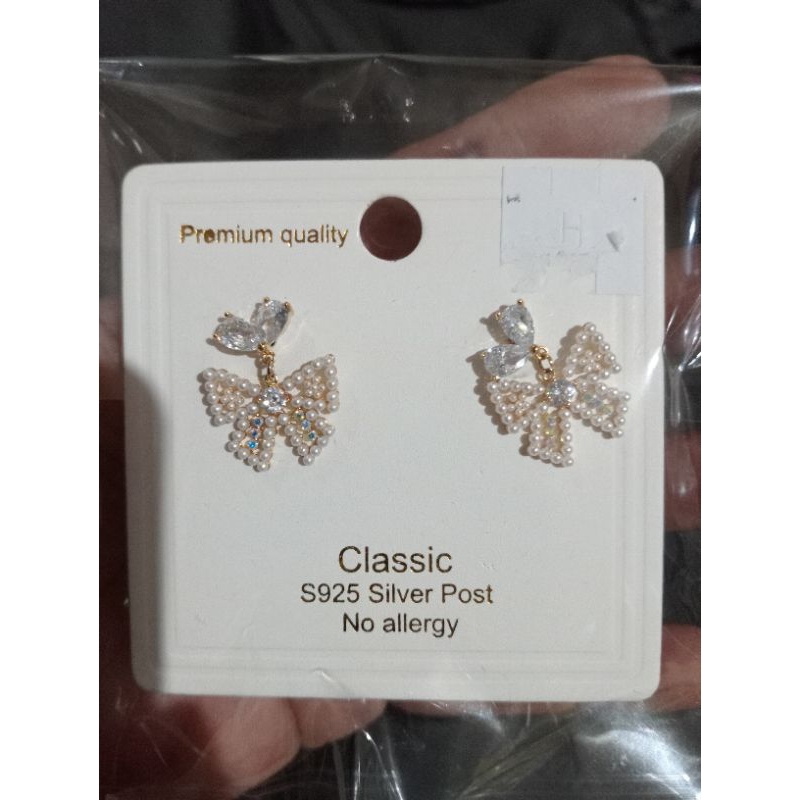 Premium quality
H
Classic
S925 Silver Post
No allergy